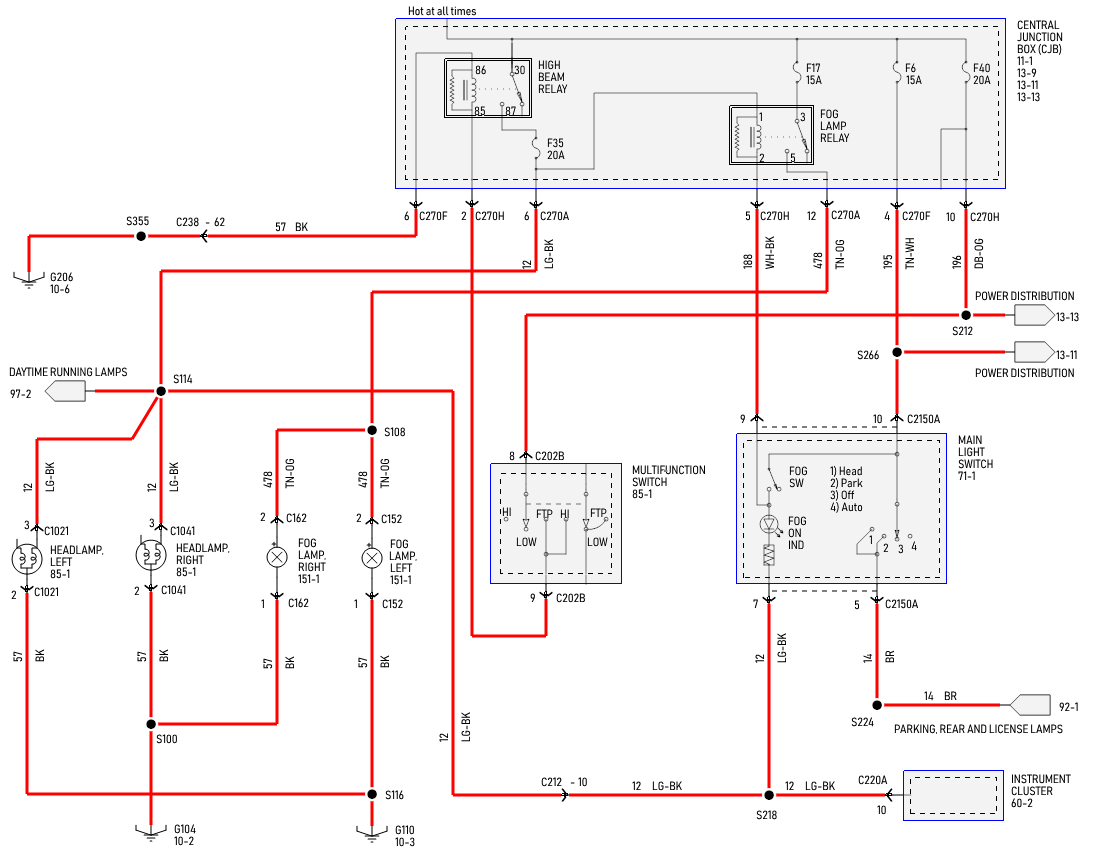 Hot at all times
CENTRAL
JUNCTION
BOX (CJB)
11-1
13-9
13-11
13-13
86
30
HIGH
BEAM
RELAY
85
87
F35
20A
F17
15A
F6
15A
F40
20A
1
3
FOG
LAMP
RELAY
2
5
6 C270F
2 C270H
6 C270A
5 C270H
12 C270A
4 C270F
10 C270H
S355
C238 - 62
57 BK
G206
10-6
12
LG-BK
188
WH-BK
478
TN-OG
195
TN-WH
196
DB-OG
POWER DISTRIBUTION
13-13
S212
S266
13-11
POWER DISTRIBUTION
DAYTIME RUNNING LAMPS
97-2
S114
S108
9
10 C2150A
8 C202B
MULTIFUNCTION
SWITCH
85-1
HI
FTP
HI
FTP
LOW
LOW
9 C202B
MAIN
LIGHT
SWITCH
71-1
FOG
SW
1) Head
2) Park
3) Off
4) Auto
FOG
ON
IND
1
2
3
4
7
5 C2150A
12
LG-BK
12
LG-BK
478
TN-OG
478
TN-OG
3 C1021
3 C1041
2 C162
2 C152
HEADLAMP,
LEFT
85-1
HEADLAMP,
RIGHT
85-1
FOG
LAMP,
RIGHT
151-1
FOG
LAMP,
LEFT
151-1
2 C1021
2 C1041
1 C162
1 C152
57
BK
57
BK
57
BK
57
BK
12
LG-BK
12
LG-BK
14
BR
14 BR
92-1
S224
PARKING, REAR AND LICENSE LAMPS
S100
S116
G104
10-2
G110
10-3
C212 - 10
12 LG-BK
S218
12 LG-BK
C220A
10
INSTRUMENT
CLUSTER
60-2